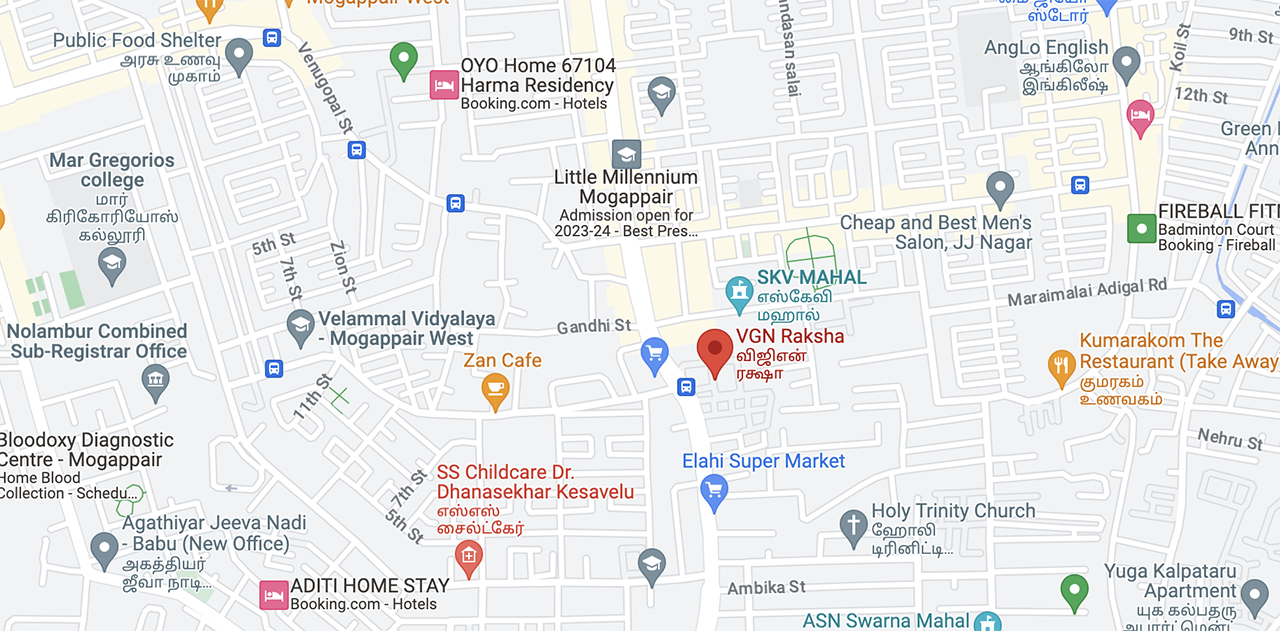 Mogappair West
Public Food Shelter
அரசு உணவு
முகாம்
Venugopal St
OYO Home 67104
Harma Residency
Booking.com - Hotels
ஸ்டோர்
AngLo English
ஆங்கிலோ
இங்கிலீஷ்
Koil St
9th St
12th St
Green
Mar Gregorios
college
மார்
கிரிகோரியோஸ்
கல்லூரி
Little Millennium
Mogappair
Admission open for
2023-24 - Best Pres...
Cheap and Best Men's
Salon, JJ Nagar
FIREBALL
Badminton Court
Booking - Fireball
5th St
7th St
Zion St
SKV MAHAL
எஸ்கேவி
மஹால்
Maraimalai Adigal Rd
Nolambur Combined
Sub-Registrar Office
Velammal Vidyalaya
- Mogappair West
Gandhi St
VGN Raksha
விஜிஎன்
ரக்ஷா
Zan Cafe
Kumarakom The
Restaurant (Take Away
குமரகம்
உணவகம்
11th St
Bloodoxy Diagnostic
Centre - Mogappair
Home Blood
Collection - Schedu...
7th St
5th St
SS Childcare Dr.
Dhanasekhar Kesavelu
எஸ்எஸ்
சைல்ட்கேர்
Elahi Super Market
Nehru St
Agathiyar Jeeva Nadi
- Babu (New Office)
அகத்தியர்
ஜீவா நாடி...
Holy Trinity Church
ஹோலி
டிரினிட்டி...
ADITI HOME STAY
Booking.com - Hotels
Ambika St
ASN Swarna Mahal
Yuga Kalpataru
Apartment
யுக கல்பதரு